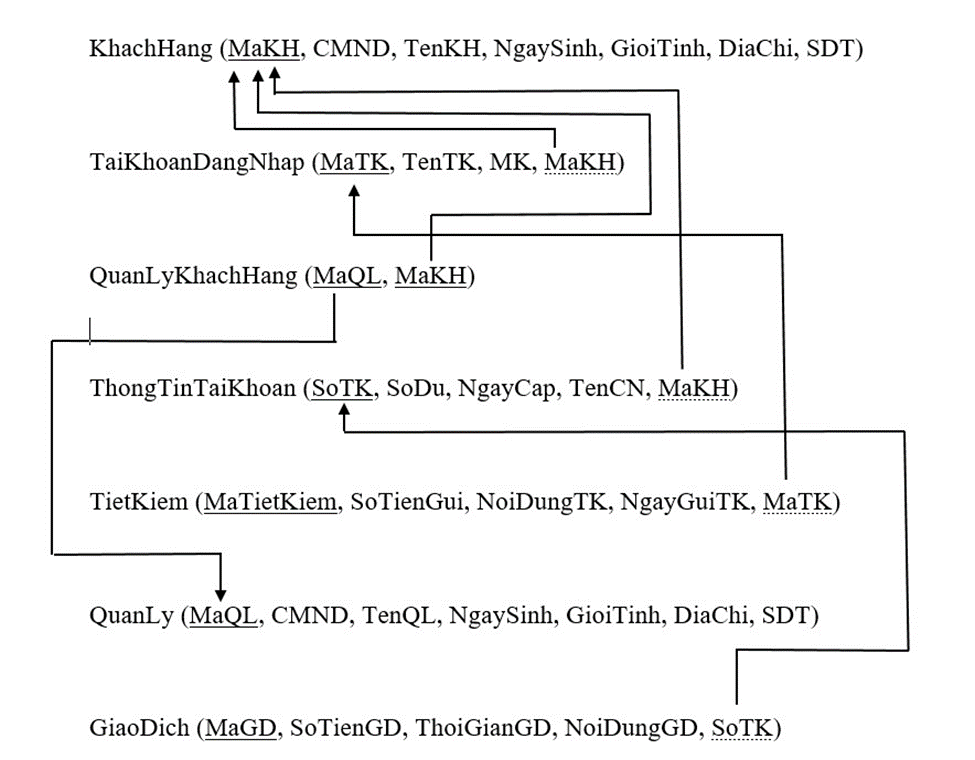 KhachHang (MaKH, CMND, TenKH, NgaySinh, GioiTinh, DiaChi, SDT)
TaiKhoanDangNhap (MaTK, TenTK, MK, MaKH)
QuanLyKhachHang (MaQL, MaKH)
ThongTinTaiKhoan (SoTK, SoDu, NgayCap, TenCN, MaKH)
TietKiem (MaTietKiem, SoTienGui, NoiDungTK, NgayGuiTK, MaTK)
QuanLy (MaQL, CMND, TenQL, NgaySinh, GioiTinh, DiaChi, SDT)
GiaoDich (MaGD, SoTienGD, ThoiGianGD, NoiDungGD, SoTK)